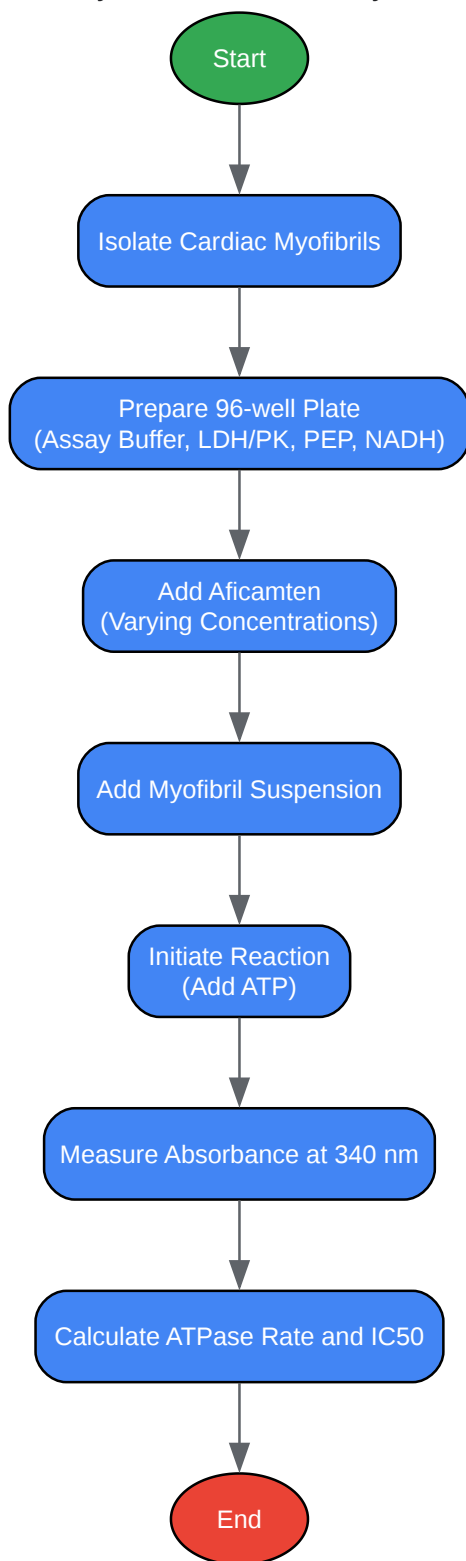 Start
Isolate Cardiac Myofibrils
Prepare 96-well Plate
(Assay Buffer, LDH/PK, PEP, NADH)
Add Aficamten
(Varying Concentrations)
Add Myofibril Suspension
Initiate Reaction
(Add ATP)
Measure Absorbance at 340 nm
Calculate ATPase Rate and IC50
End